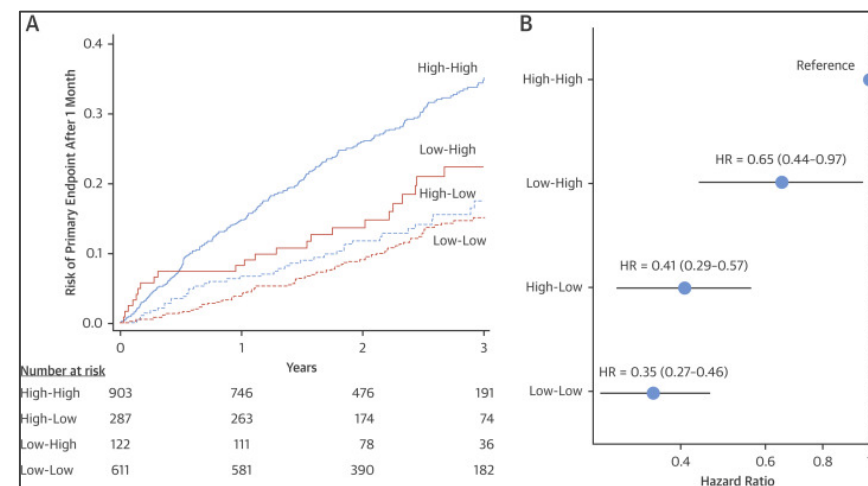 A
0.4
0.3
0.2
0.1
0.0
Risk of Primary Endpoint After 1 Month
High-High
Low-High
High-Low
Low-Low
0 1 2 3
Years
Number at risk
High-High 903 746 476 191
High-Low 287 263 174 74
Low-High 122 111 78 36
Low-Low 611 581 390 182
B
High-High
Reference
Low-High
HR = 0.65 (0.44–0.97)
High-Low
HR = 0.41 (0.29–0.57)
Low-Low
HR = 0.35 (0.27–0.46)
0.4 0.6 0.8
Hazard Ratio